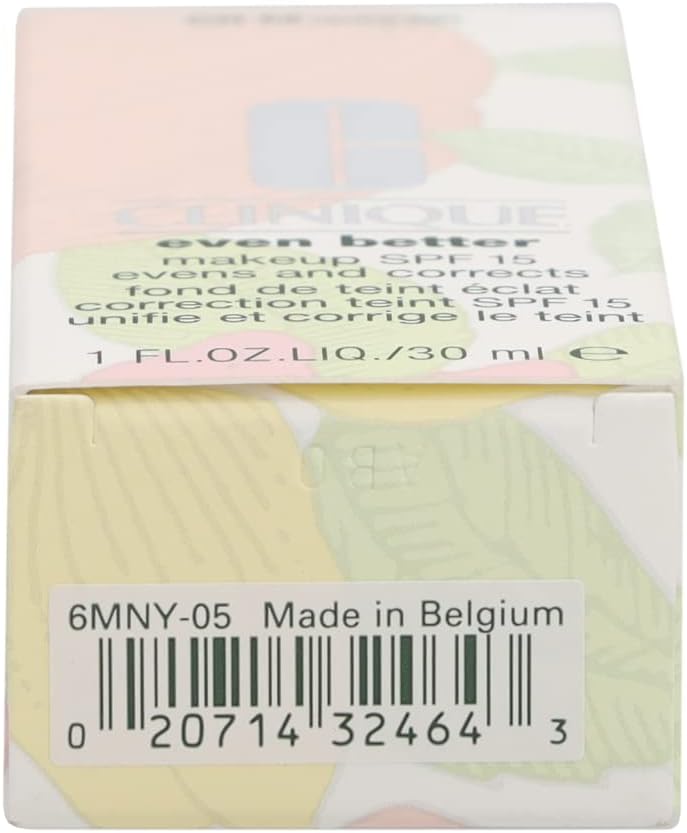 CLINIQUE
even better
makeup SPF 15
evens and corrects
fond de teint éclat
correction teint SPF 15
unifie et corrige le teint
1 FL.OZ.LIQ./30 ml ℮
6MNY-05 Made in Belgium
0 20714 32464 3